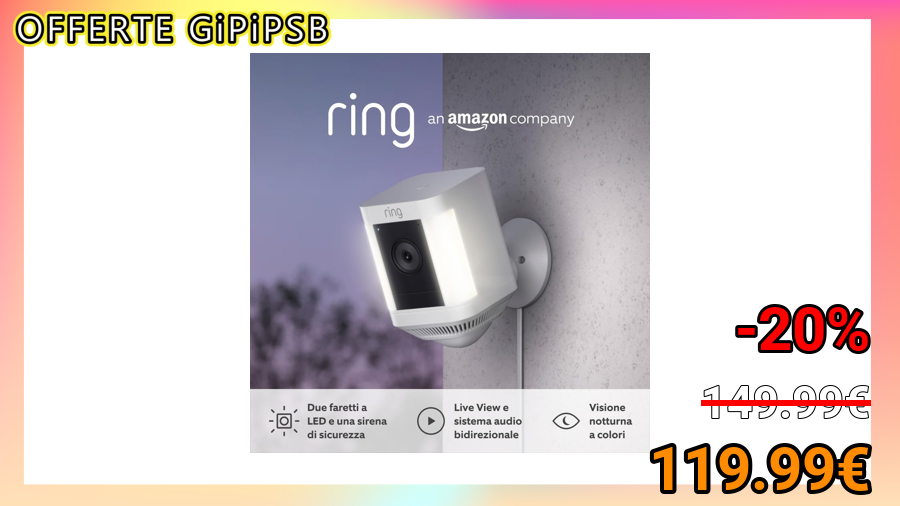 OFFERTE GiPiPSB
ring an amazon company
ring
Due faretti a
LED e una sirena
di sicurezza
Live View e
sistema audio
bidirezionale
Visione
notturna
a colori
-20%
149.99€
119.99€